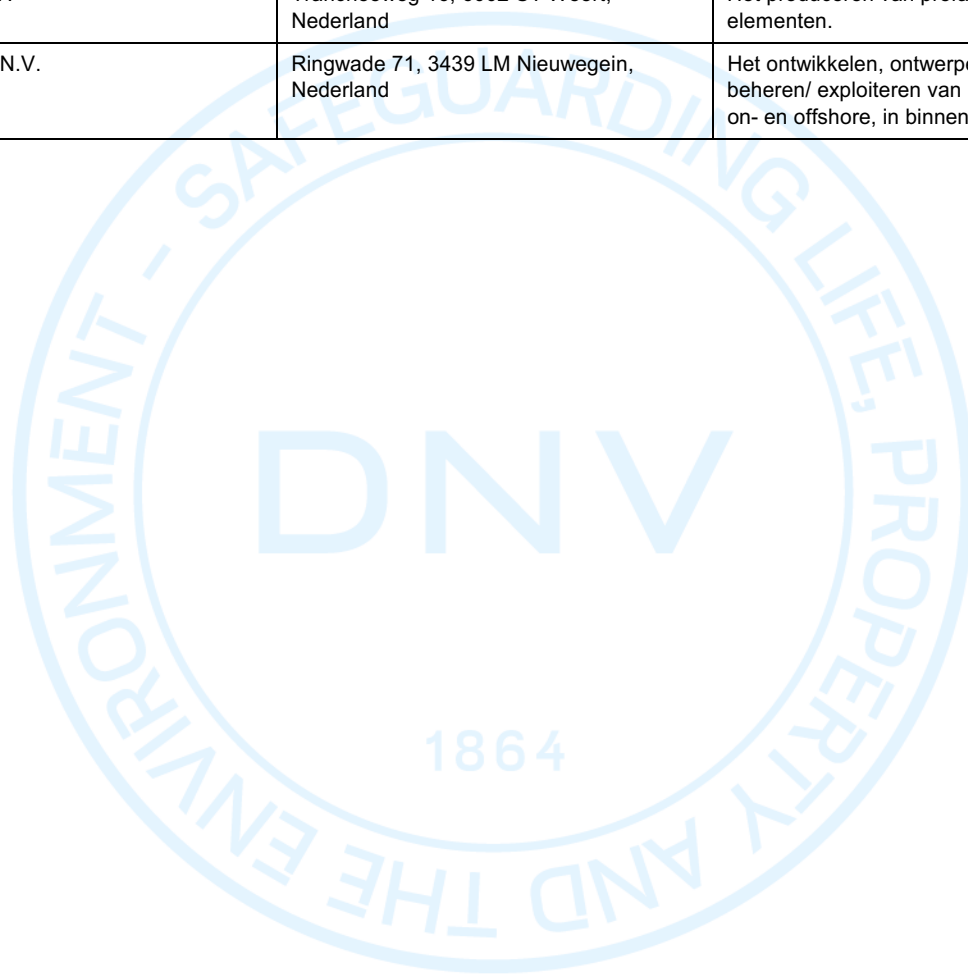 Nederland
elementen.
N.V.
Ringwade 71, 3439 LM Nieuwegein,
Nederland
Het ontwikkelen, ontwerpe
beheren/ exploiteren van
on- en offshore, in binnen
SAFEGUARDING LIFE, PROPERTY AND THE ENVIRONMENT -
DNV
1864